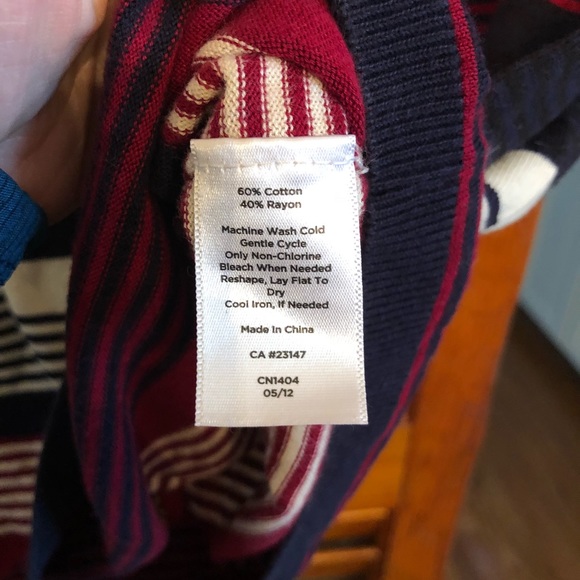 60% Cotton
40% Rayon
Machine Wash Cold
Gentle Cycle
Only Non-Chlorine
Bleach When Needed
Reshape, Lay Flat To
Dry
Cool Iron, If Needed
Made In China
CA #23147
CN1404
05/12